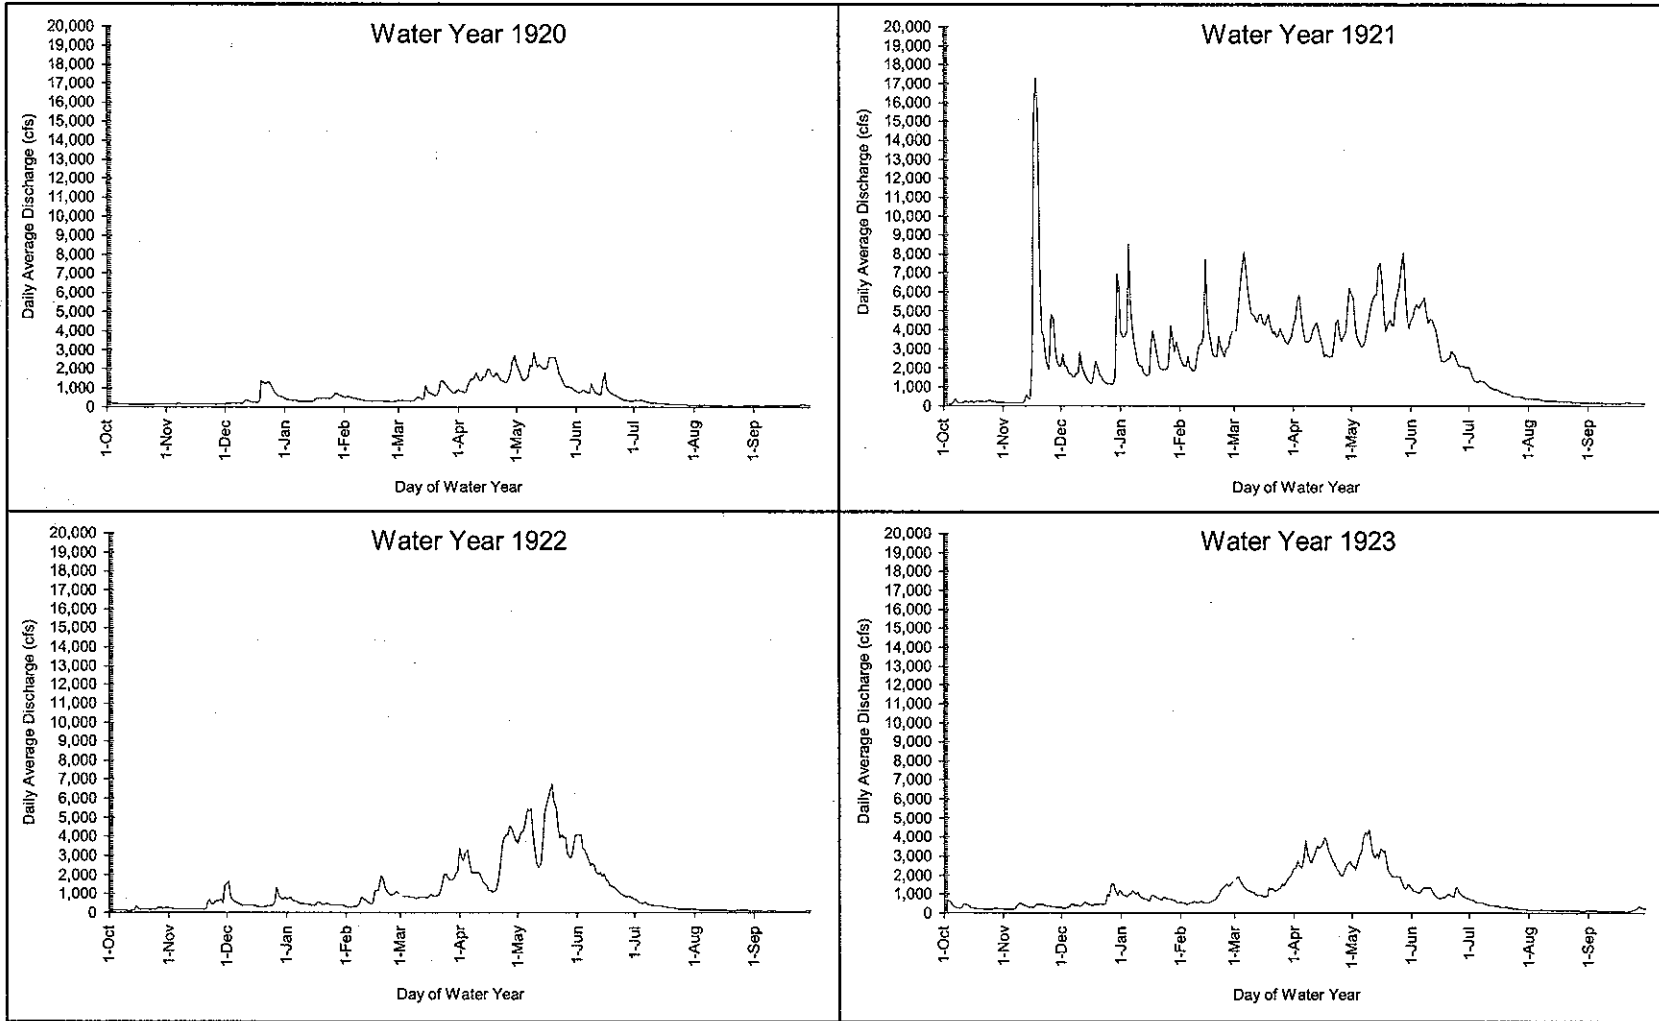 Water Year 1920
20,000
19,000
18,000
17,000
16,000
15,000
14,000
13,000
12,000
11,000
10,000
9,000
8,000
7,000
6,000
5,000
4,000
3,000
2,000
1,000
0
Daily Average Discharge (cfs)
1-Oct
1-Nov
1-Dec
1-Jan
1-Feb
1-Mar
1-Apr
1-May
1-Jun
1-Jul
1-Aug
1-Sep
Day of Water Year
Water Year 1921
20,000
19,000
18,000
17,000
16,000
15,000
14,000
13,000
12,000
11,000
10,000
9,000
8,000
7,000
6,000
5,000
4,000
3,000
2,000
1,000
0
Daily Average Discharge (cfs)
1-Oct
1-Nov
1-Dec
1-Jan
1-Feb
1-Mar
1-Apr
1-May
1-Jun
1-Jul
1-Aug
1-Sep
Day of Water Year
Water Year 1922
20,000
19,000
18,000
17,000
16,000
15,000
14,000
13,000
12,000
11,000
10,000
9,000
8,000
7,000
6,000
5,000
4,000
3,000
2,000
1,000
0
Daily Average Discharge (cfs)
1-Oct
1-Nov
1-Dec
1-Jan
1-Feb
1-Mar
1-Apr
1-May
1-Jun
1-Jul
1-Aug
1-Sep
Day of Water Year
Water Year 1923
20,000
19,000
18,000
17,000
16,000
15,000
14,000
13,000
12,000
11,000
10,000
9,000
8,000
7,000
6,000
5,000
4,000
3,000
2,000
1,000
0
Daily Average Discharge (cfs)
1-Oct
1-Nov
1-Dec
1-Jan
1-Feb
1-Mar
1-Apr
1-May
1-Jun
1-Jul
1-Aug
1-Sep
Day of Water Year